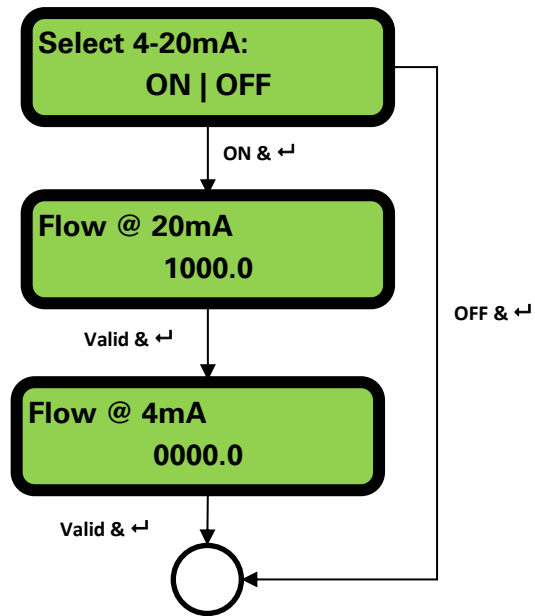 Select 4-20mA:
ON | OFF
ON & ↵
Flow @ 20mA
1000.0
OFF & ↵
Valid & ↵
Flow @ 4mA
0000.0
Valid & ↵